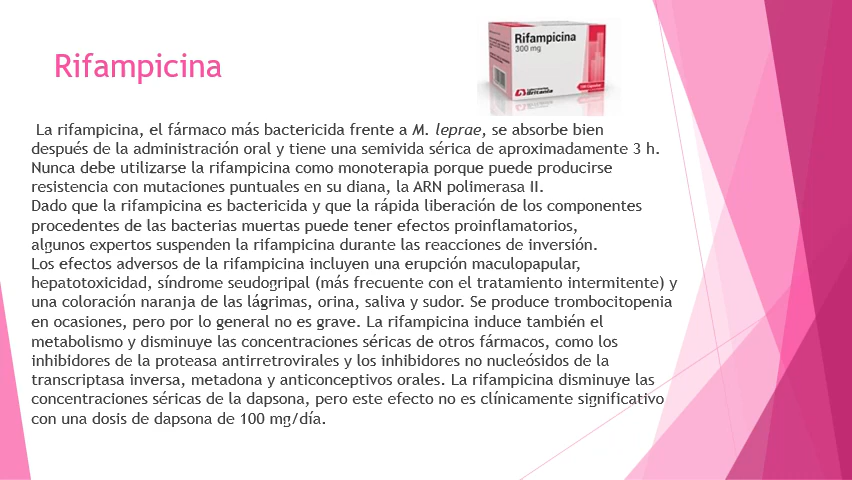 Rifampicina
Rifampicina
300 mg
Britania
La rifampicina, el fármaco más bactericida frente a M. leprae, se absorbe bien
después de la administración oral y tiene una semivida sérica de aproximadamente 3 h.
Nunca debe utilizarse la rifampicina como monoterapia porque puede producirse
resistencia con mutaciones puntuales en su diana, la ARN polimerasa II.
Dado que la rifampicina es bactericida y que la rápida liberación de los componentes
procedentes de las bacterias muertas puede tener efectos proinflamatorios,
algunos expertos suspenden la rifampicina durante las reacciones de inversión.
Los efectos adversos de la rifampicina incluyen una erupción maculopapular,
hepatotoxicidad, síndrome seudogripal (más frecuente con el tratamiento intermitente) y
una coloración naranja de las lágrimas, orina, saliva y sudor. Se produce trombocitopenia
en ocasiones, pero por lo general no es grave. La rifampicina induce también el
metabolismo y disminuye las concentraciones séricas de otros fármacos, como los
inhibidores de la proteasa antirretrovirales y los inhibidores no nucleósidos de la
transcriptasa inversa, metadona y anticonceptivos orales. La rifampicina disminuye las
concentraciones séricas de la dapsona, pero este efecto no es clínicamente significativo
con una dosis de dapsona de 100 mg/día.